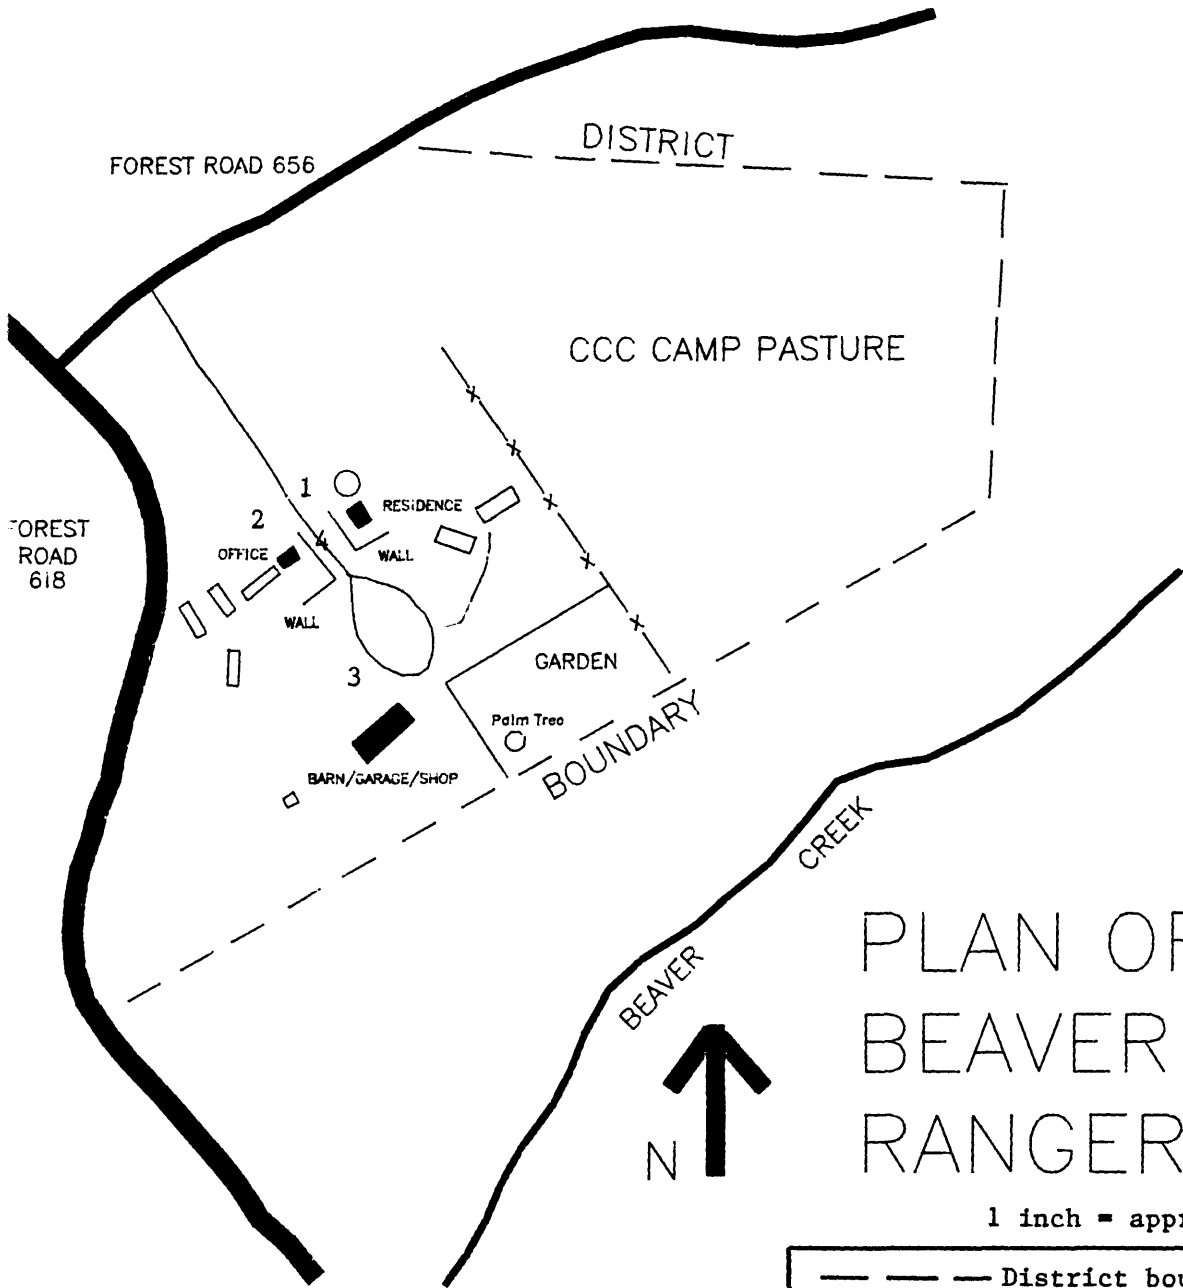 DISTRICT
FOREST ROAD 656
CCC CAMP PASTURE
1
RESIDENCE
2
4
OFFICE
WALL
FOREST
ROAD
618
WALL
GARDEN
3
Palm Tree
BOUNDARY
BARN/GARAGE/SHOP
CREEK
BEAVER
PLAN OF
BEAVER
RANGER
N
1 inch = appr
District bou